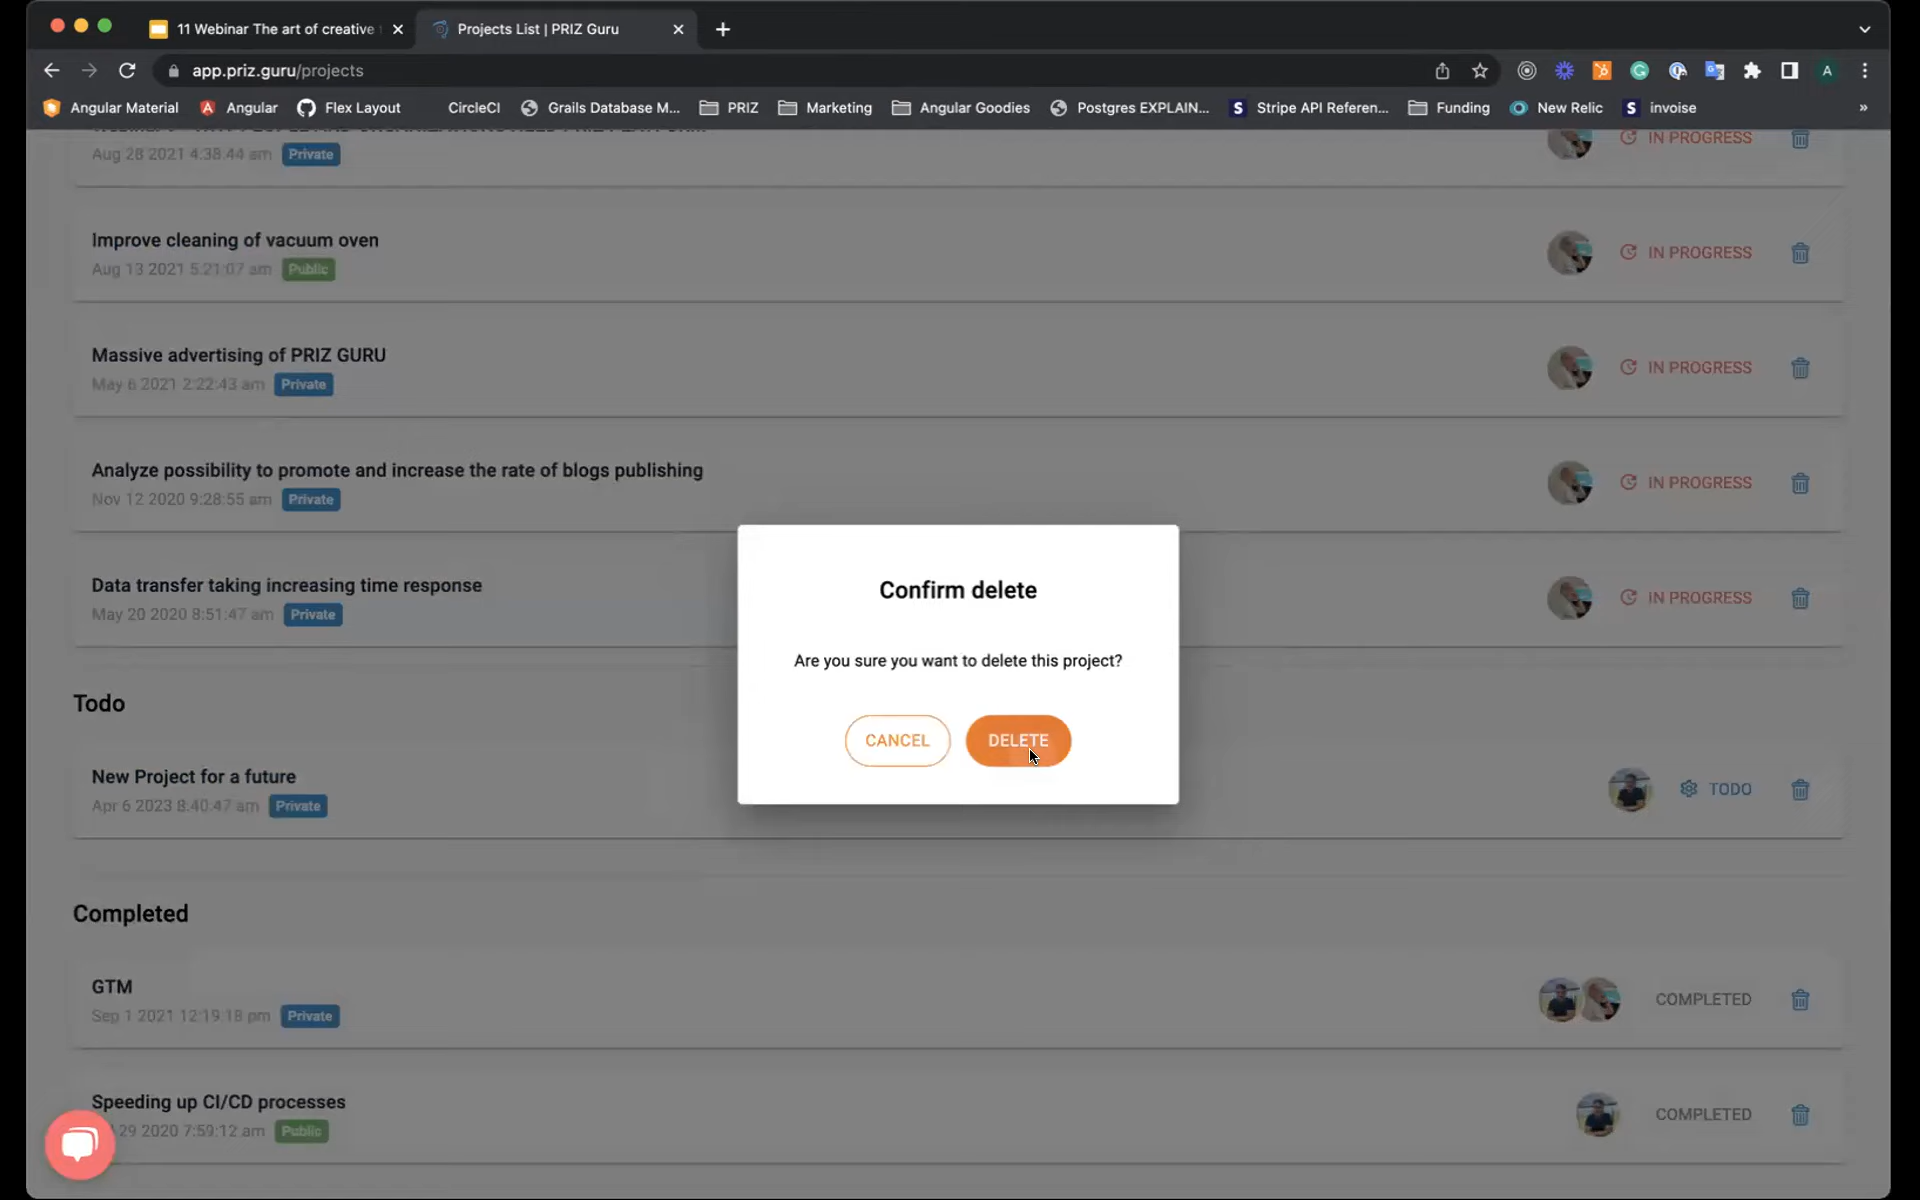 11 Webinar The art of creative
Projects List | PRIZ Guru
app.priz.guru/projects
Angular Material
Angular
Flex Layout
CircleCI
Grails Database M...
PRIZ
Marketing
Angular Goodies
Postgres EXPLAIN...
Stripe API Referen...
Funding
New Relic
invoise
»
Aug 28 2021 4:38:44 am Private
IN PROGRESS
Improve cleaning of vacuum oven
Aug 13 2021 5:21:07 am Public
IN PROGRESS
Massive advertising of PRIZ GURU
May 6 2021 2:22:43 am Private
IN PROGRESS
Analyze possibility to promote and increase the rate of blogs publishing
Nov 12 2020 9:28:55 am Private
IN PROGRESS
Data transfer taking increasing time response
May 20 2020 8:51:47 am Private
IN PROGRESS
Confirm delete
Are you sure you want to delete this project?
CANCEL
DELETE
Todo
New Project for a future
Apr 6 2023 8:40:47 am Private
TODO
Completed
GTM
Sep 1 2021 12:19:18 pm Private
COMPLETED
Speeding up CI/CD processes
29 2020 7:59:12 am Public
COMPLETED